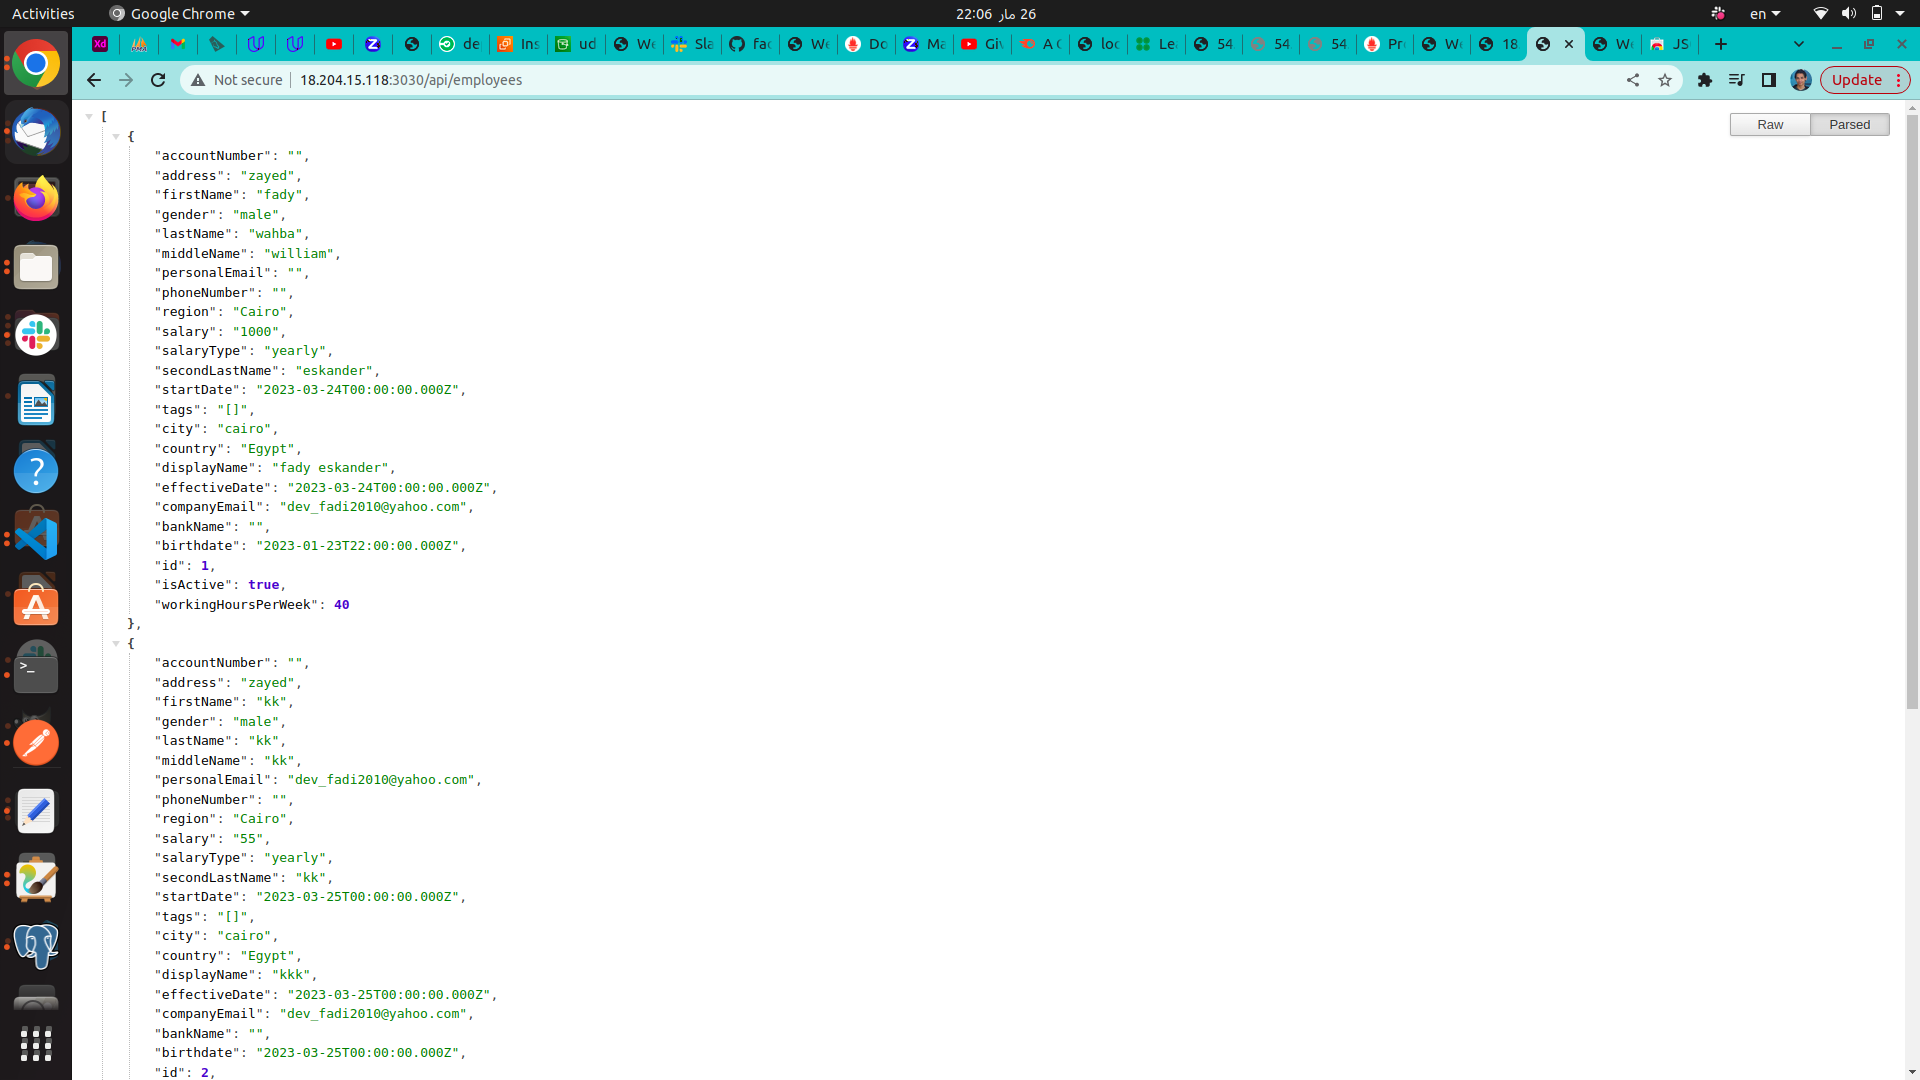 Activities
Google Chrome
22:06 26 مار
en
Xd
PMA
de
Ins
ud
We
Sla
fac
We
Do
Ma
Giv
A C
loc
Lea
54
54
54
Pro
We
18
We
JS
Not secure
18.204.15.118:3030/api/employees
Update
Raw
Parsed
[
{
"accountNumber": "",
"address": "zayed",
"firstName": "fady",
"gender": "male",
"lastName": "wahba",
"middleName": "william",
"personalEmail": "",
"phoneNumber": "",
"region": "Cairo",
"salary": "1000",
"salaryType": "yearly",
"secondLastName": "eskander",
"startDate": "2023-03-24T00:00:00.000Z",
"tags": "[]",
"city": "cairo",
"country": "Egypt",
"displayName": "fady eskander",
"effectiveDate": "2023-03-24T00:00:00.000Z",
"companyEmail": "dev_fadi2010@yahoo.com",
"bankName": "",
"birthdate": "2023-01-23T22:00:00.000Z",
"id": 1,
"isActive": true,
"workingHoursPerWeek": 40
},
{
"accountNumber": "",
"address": "zayed",
"firstName": "kk",
"gender": "male",
"lastName": "kk",
"middleName": "kk",
"personalEmail": "dev_fadi2010@yahoo.com",
"phoneNumber": "",
"region": "Cairo",
"salary": "55",
"salaryType": "yearly",
"secondLastName": "kk",
"startDate": "2023-03-25T00:00:00.000Z",
"tags": "[]",
"city": "cairo",
"country": "Egypt",
"displayName": "kkk",
"effectiveDate": "2023-03-25T00:00:00.000Z",
"companyEmail": "dev_fadi2010@yahoo.com",
"bankName": "",
"birthdate": "2023-03-25T00:00:00.000Z",
"id": 2,